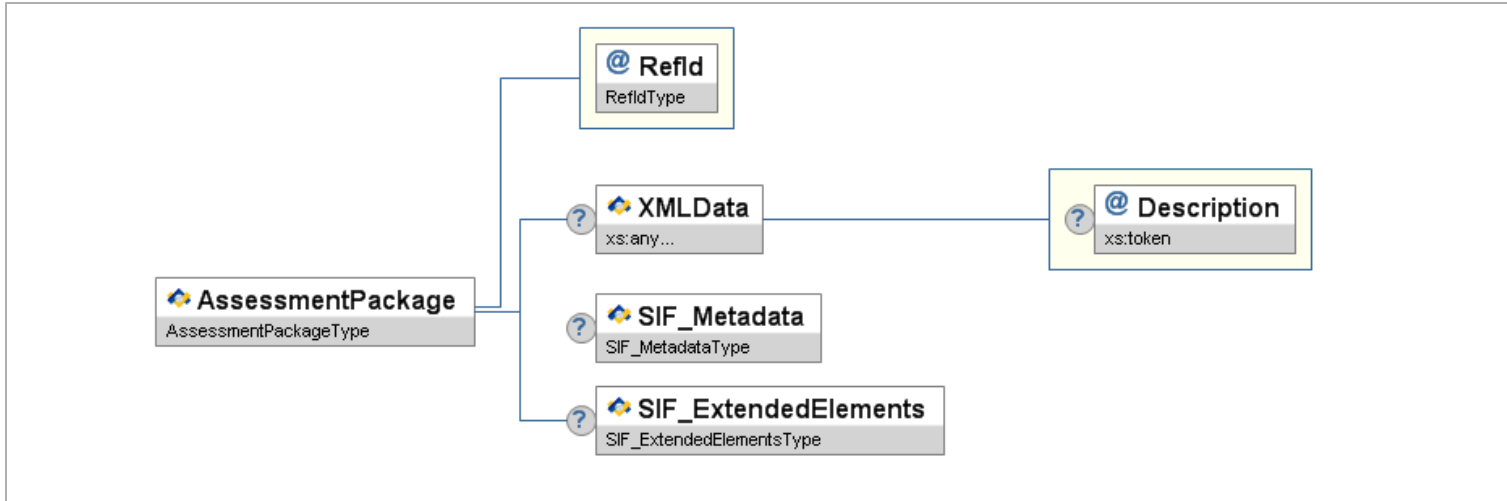 @ RefId
RefIdType
? XMLData
xs:any...
? @ Description
xs:token
AssessmentPackage
AssessmentPackageType
? SIF_Metadata
SIF_MetadataType
? SIF_ExtendedElements
SIF_ExtendedElementsType